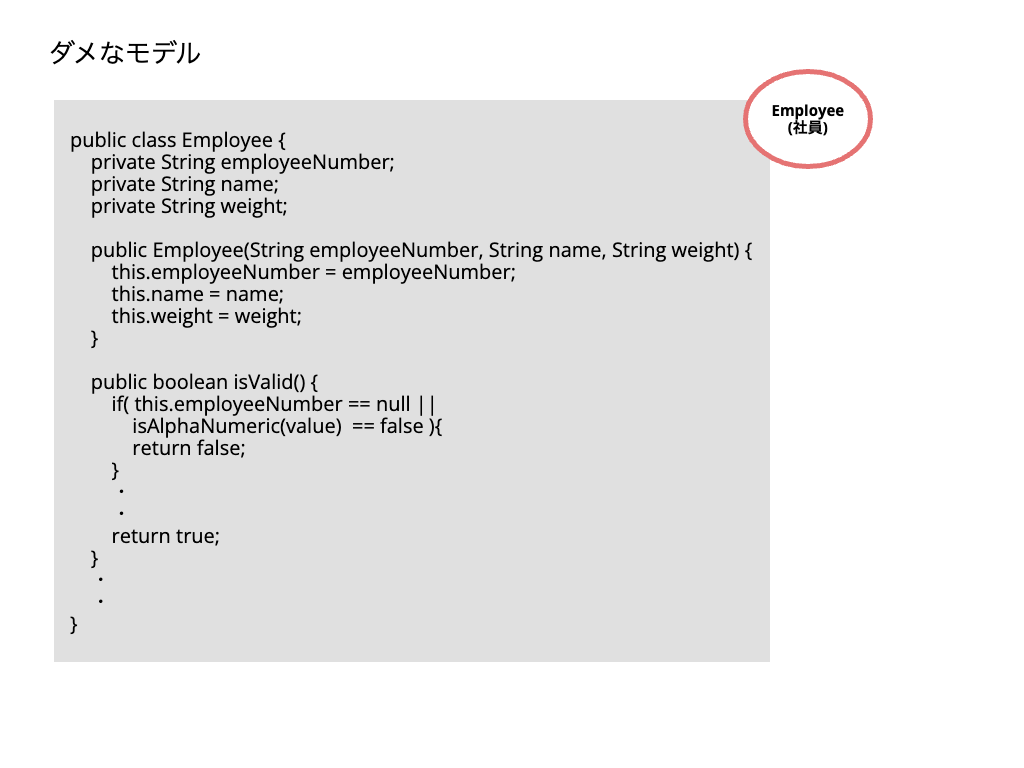 ダメなモデル
Employee
(社員)
public class Employee {
    private String employeeNumber;
    private String name;
    private String weight;
    public Employee(String employeeNumber, String name, String weight) {
        this.employeeNumber = employeeNumber;
        this.name = name;
        this.weight = weight;
    }
    public boolean isValid() {
        if( this.employeeNumber == null ||
            isAlphaNumeric(value)  == false ){
            return false;
        }
        ・
        ・
        return true;
    }
    ・
    ・
}